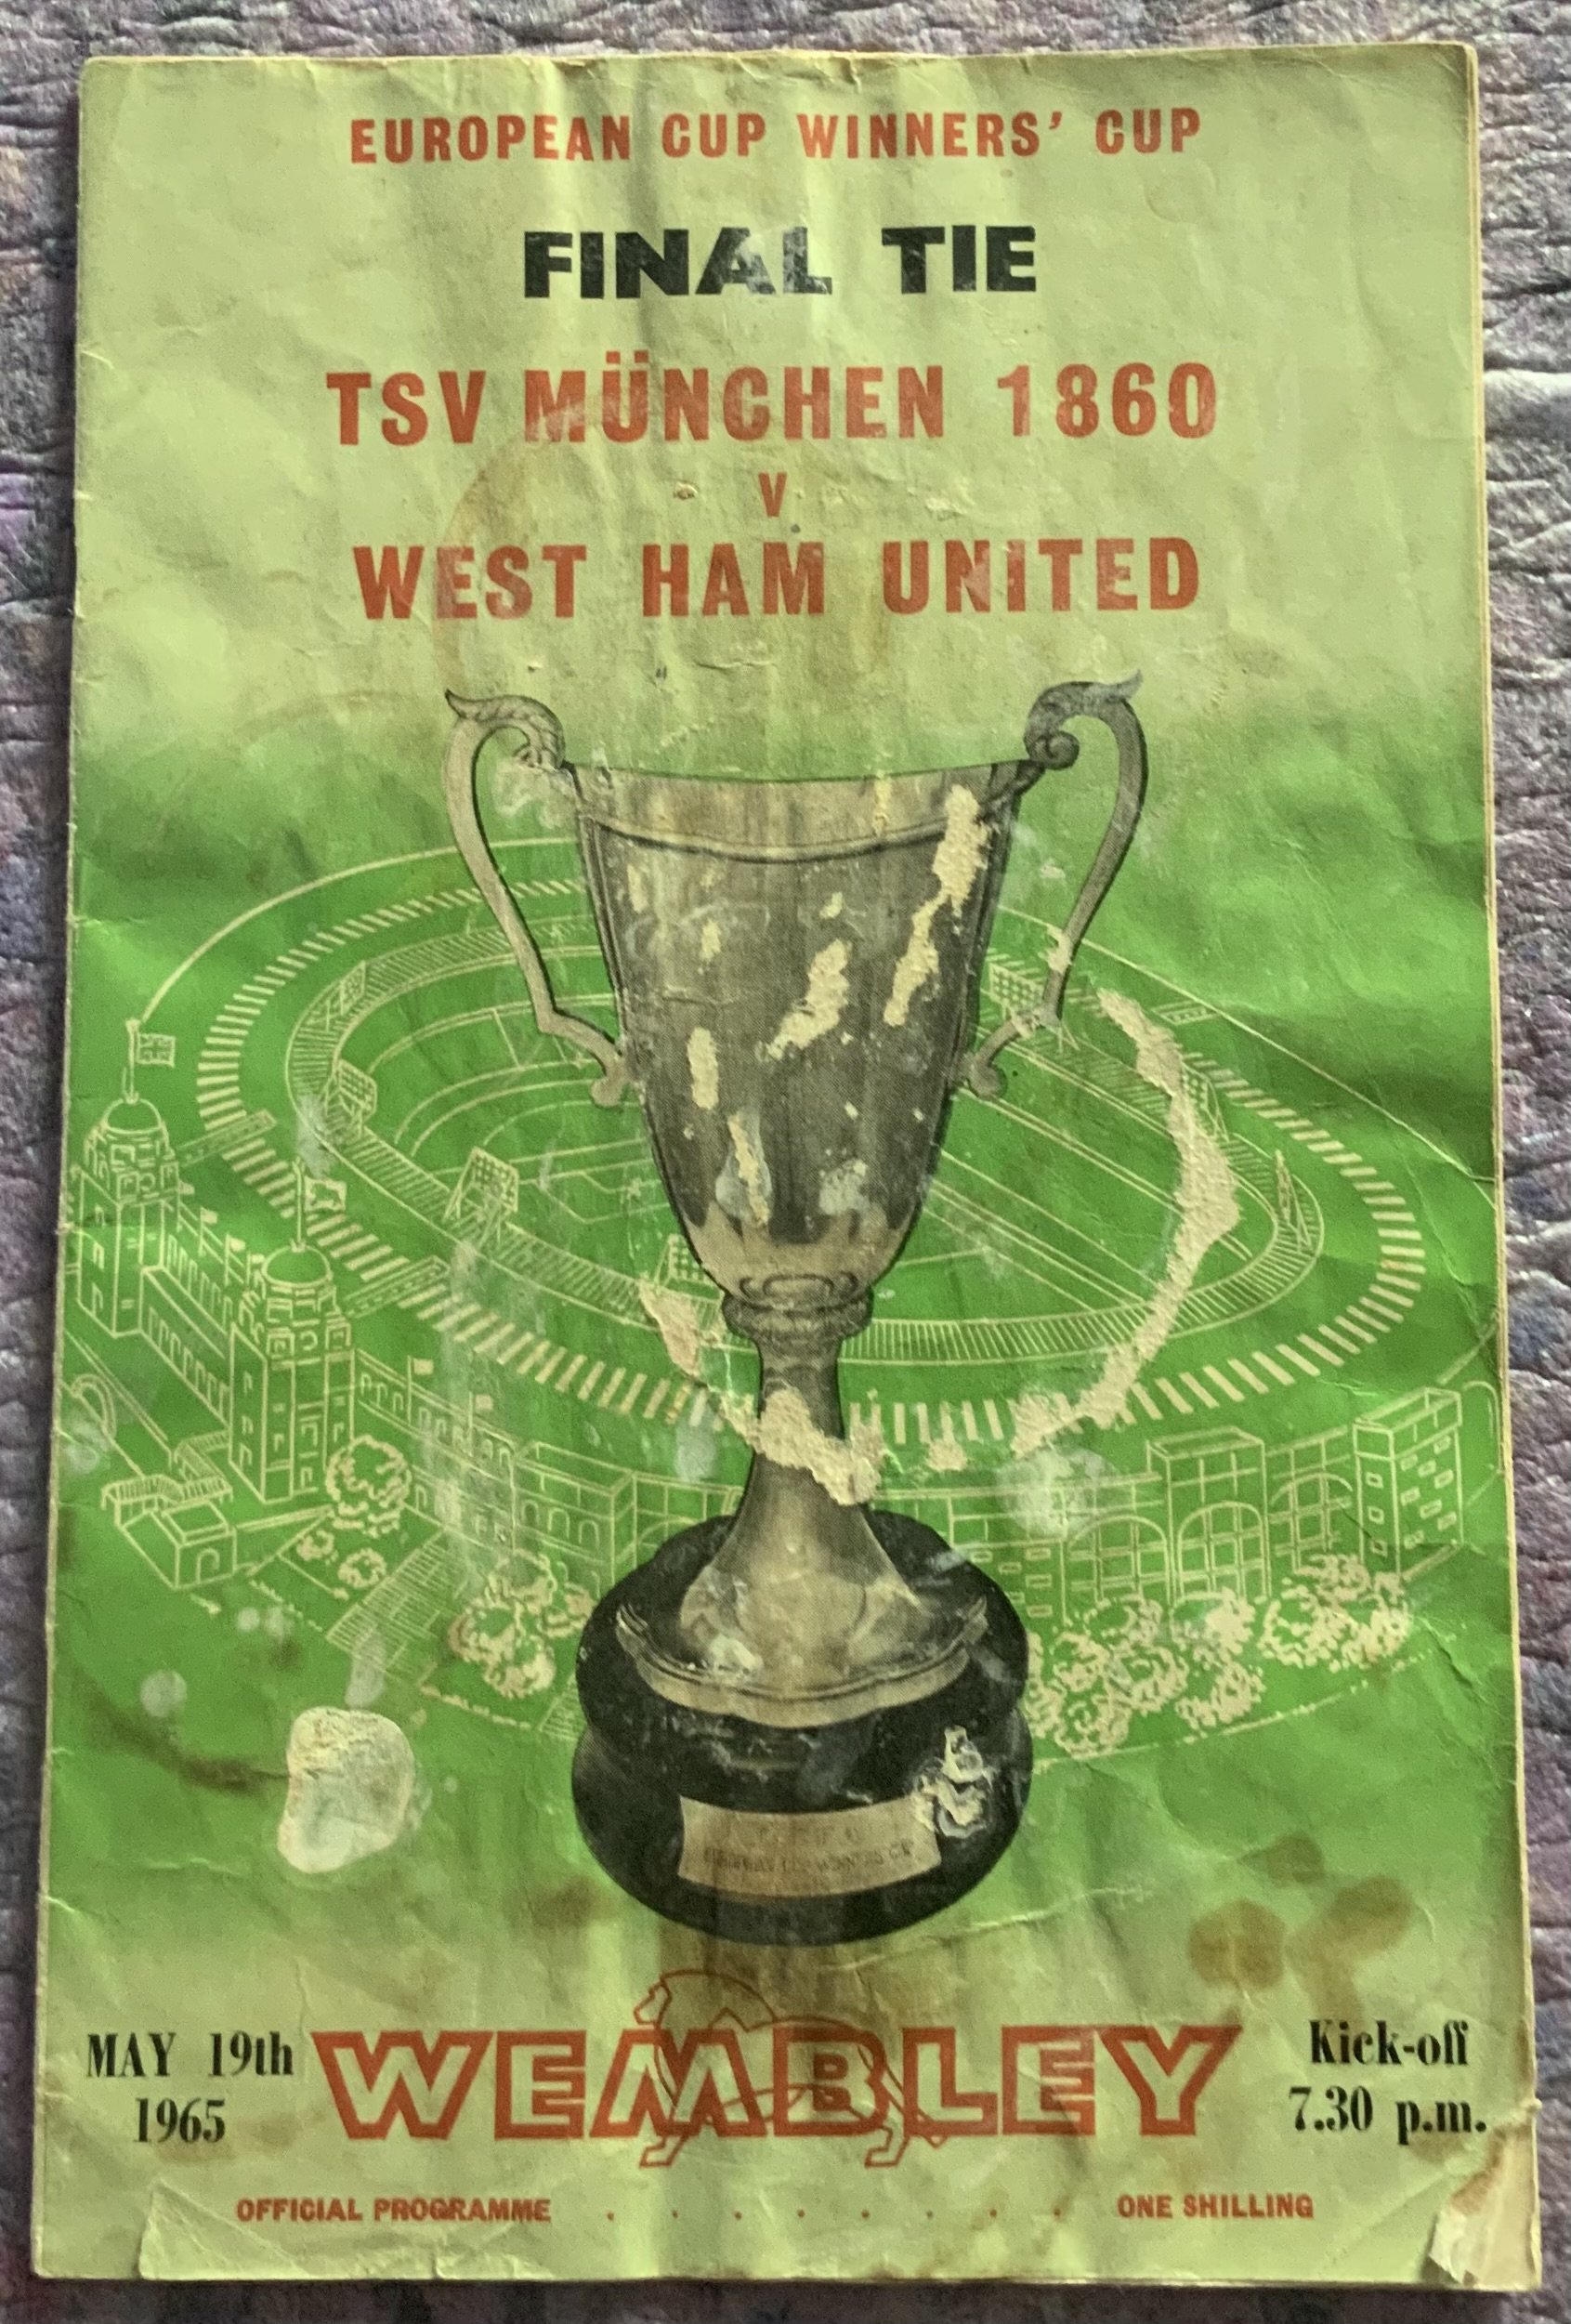 EUROPEAN CUP WINNERS' CUP
FINAL TIE
TSV MÜNCHEN 1860
v
WEST HAM UNITED
MAY 19th
1965
WEMBLEY
Kick-off
7.30 p.m.
OFFICIAL PROGRAMME . . . . . . . . ONE SHILLING